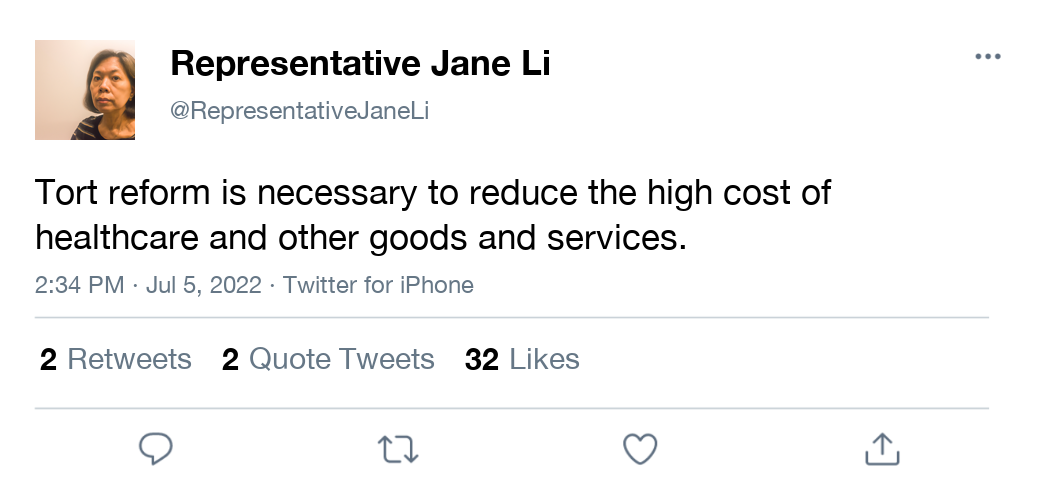 Representative Jane Li
@RepresentativeJaneLi
Tort reform is necessary to reduce the high cost of
healthcare and other goods and services.
2:34 PM · Jul 5, 2022 · Twitter for iPhone
2 Retweets 2 Quote Tweets 32 Likes